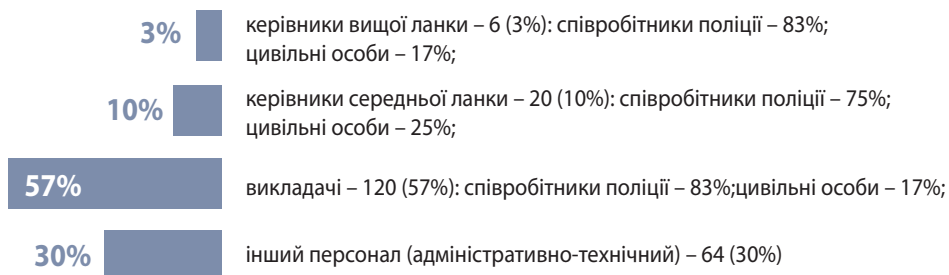 3%
керівники вищої ланки – 6 (3%): співробітники поліції – 83%;
цивільні особи – 17%;
10%
керівники середньої ланки – 20 (10%): співробітники поліції – 75%;
цивільні особи – 25%;
57%
викладачі – 120 (57%): співробітники поліції – 83%;цивільні особи – 17%;
30%
інший персонал (адміністративно-технічний) – 64 (30%)